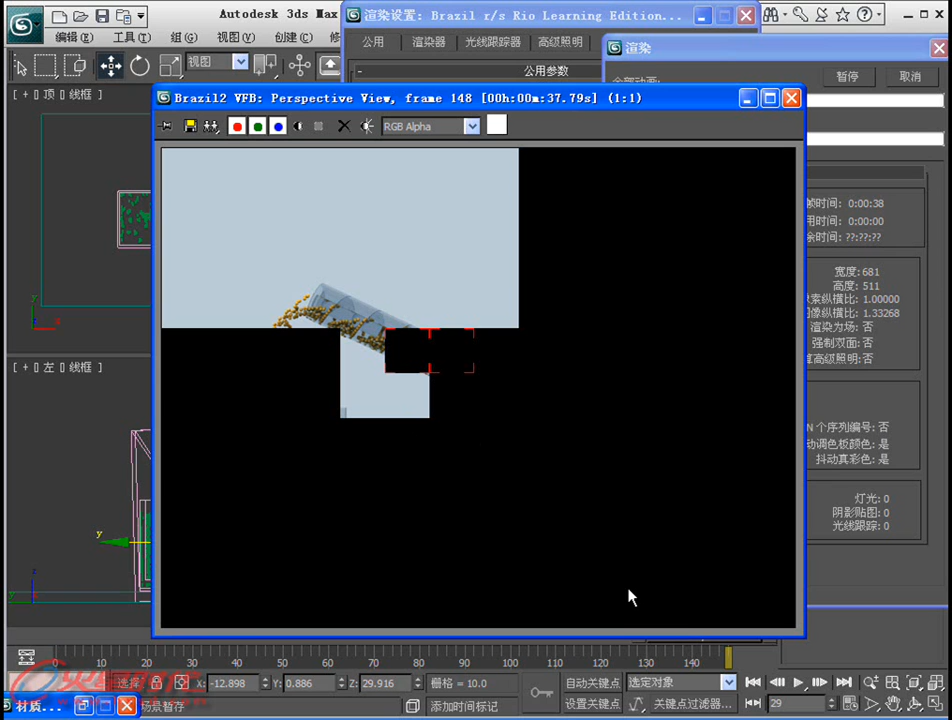 Autodesk 3ds Max
渲染设置: Brazil r/s Rio Learning Edition...
编辑(E) 工具(T) 组(G) 视图(V) 创建(C)
公用 渲染器 光线跟踪器 高级照明
渲染
视图
公用参数
暂停 取消
[ + ] 顶 线框 ]
Brazil2 VFB: Perspective View, frame 148 [00h:00m:37.79s] (1:1)
RGB Alpha
帧时间: 0:00:38
用时间: 0:00:00
余时间: ??:??:??
宽度: 681
高度: 511
像素纵横比: 1.00000
图像纵横比: 1.33268
渲染为场: 否
强制双面: 否
高级照明: 否
[ + ] 左 线框 ]
N 个序列编号: 否
动调色板颜色: 是
抖动真彩色: 是
灯光: 0
阴影贴图: 0
光线跟踪: 0
y
z
x
0 10 20 30 40 50 60 70 80 90 100 110 120 130 140
选择 X: -12.898 Y: 0.886 Z: 29.916 栅格 = 10.0 自动关键点 选定对象
材质... 场景暂存 添加时间标记 设置关键点 关键点过滤器... 29